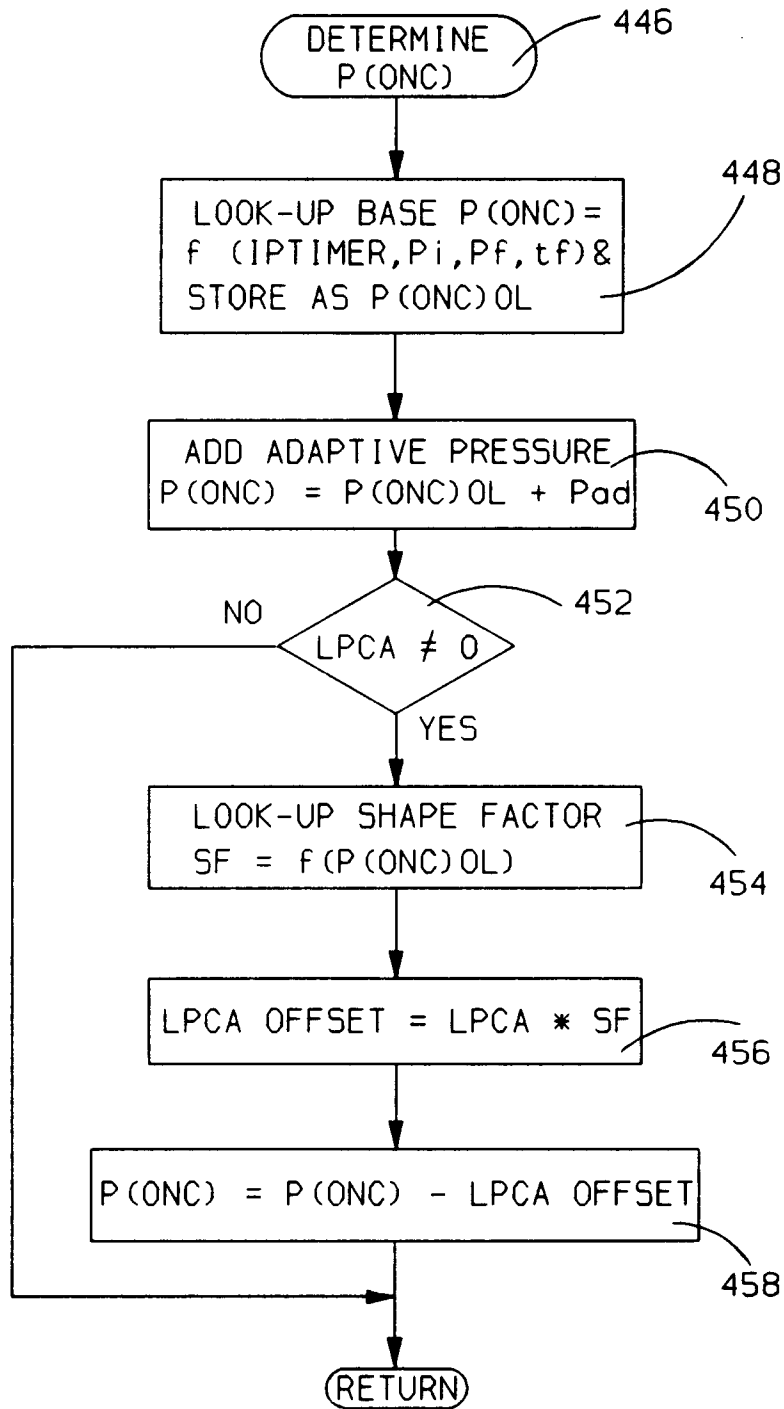 DETERMINE
P(ONC)
446
LOOK-UP BASE P(ONC)=
f (IPTIMER,Pi,Pf,tf)&
STORE AS P(ONC)OL
448
ADD ADAPTIVE PRESSURE
P(ONC) = P(ONC)OL + Pad
450
452
NO
LPCA ≠ 0
YES
LOOK-UP SHAPE FACTOR
SF = f(P(ONC)OL)
454
LPCA OFFSET = LPCA * SF
456
P(ONC) = P(ONC) - LPCA OFFSET
458
RETURN